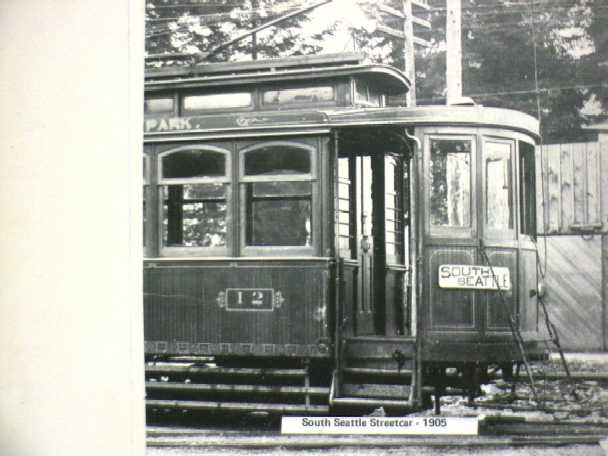 PARK.
12
SOUTH
SEATTLE
South Seattle Streetcar - 1905